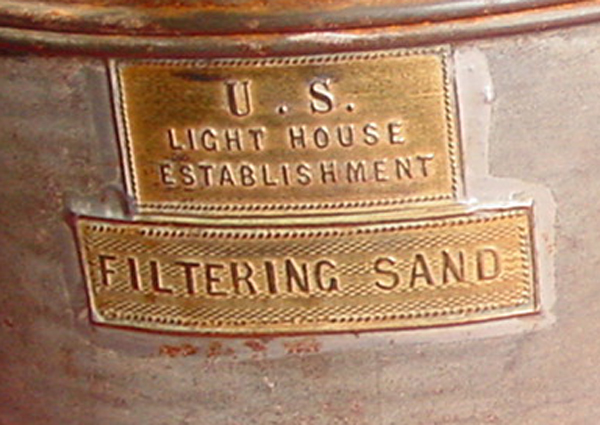 U.S.
LIGHT HOUSE
ESTABLISHMENT
FILTERING SAND